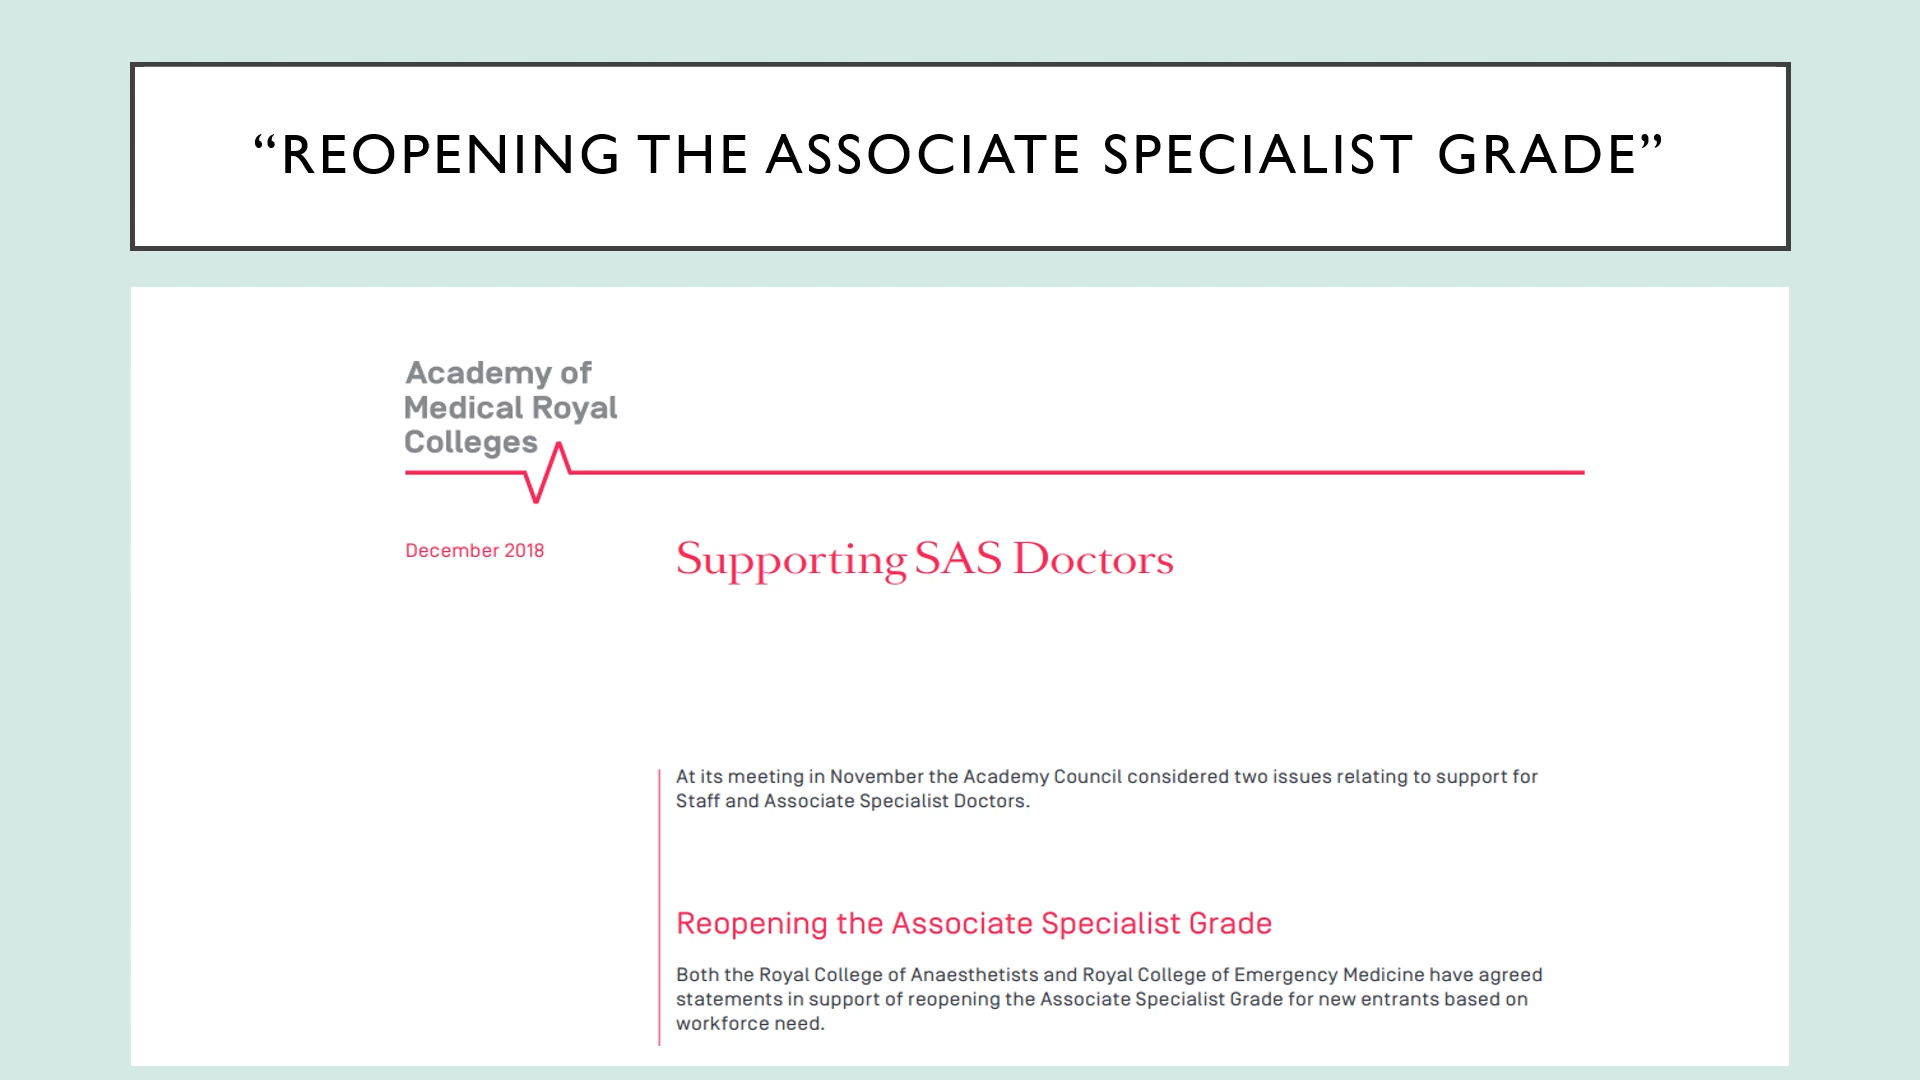 “REOPENING THE ASSOCIATE SPECIALIST GRADE”
Academy of
Medical Royal
Colleges
December 2018
Supporting SAS Doctors
At its meeting in November the Academy Council considered two issues relating to support for
Staff and Associate Specialist Doctors.
Reopening the Associate Specialist Grade
Both the Royal College of Anaesthetists and Royal College of Emergency Medicine have agreed
statements in support of reopening the Associate Specialist Grade for new entrants based on
workforce need.